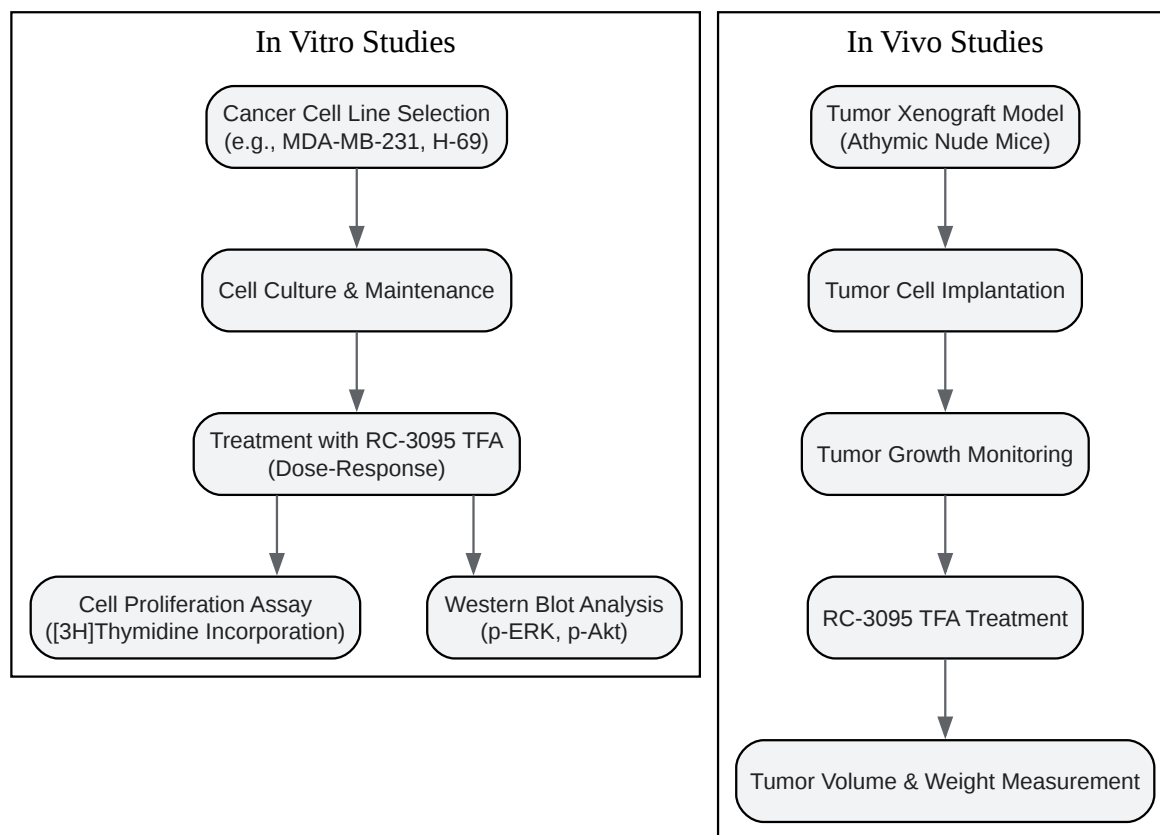 In Vitro Studies
Cancer Cell Line Selection
(e.g., MDA-MB-231, H-69)
Cell Culture & Maintenance
Treatment with RC-3095 TFA
(Dose-Response)
Cell Proliferation Assay
([3H]Thymidine Incorporation)
Western Blot Analysis
(p-ERK, p-Akt)
In Vivo Studies
Tumor Xenograft Model
(Athymic Nude Mice)
Tumor Cell Implantation
Tumor Growth Monitoring
RC-3095 TFA Treatment
Tumor Volume & Weight Measurement